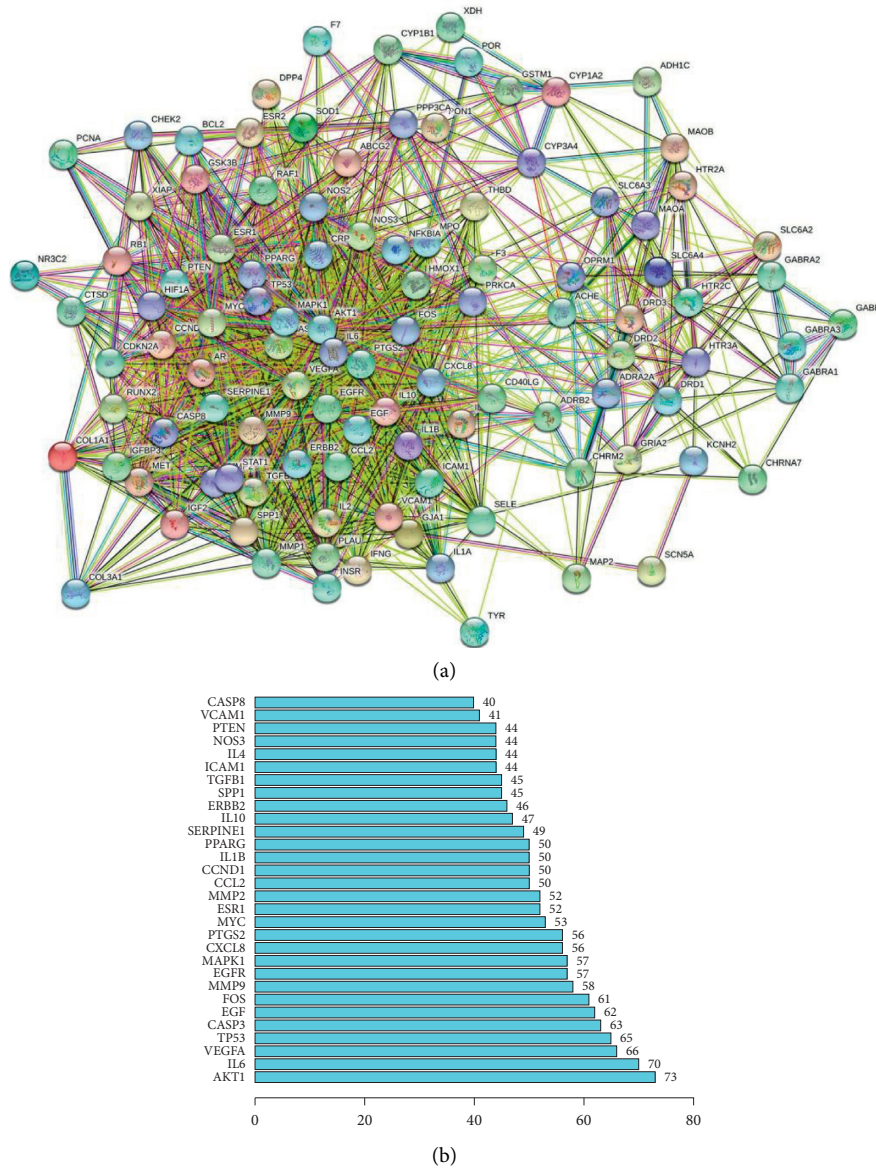 XDH
F7
CYP1B1
POR
GSTM1
CYP1A2
ADH1C
DPP4
ESR2
SOD1
PPP3CA
PON1
CHEK2
BCL2
PCNA
GSK3B
ABCG2
CYP3A4
MAOB
HTR2A
XIAP
RAF1
NOS2
THBD
SLC6A3
MAOA
SLC6A2
ESR1
NOS3
CRP
NFKBIA
MPO
RB1
PTEN
PPARG
TP53
HMOX1
F3
OPRM1
SLC6A4
GABRA2
NR3C2
HIF1A
PRKCA
ACHE
DRD3
HTR2C
CTSD
MYC
MAPK1
AKT1
FOS
GABRA3
CCND
IL6
PTGS2
DRD2
HTR3A
GABRA1
CDKN2A
AR
VEGFA
CXCL8
ADRA2A
DRD1
RUNX2
SERPINE1
EGFR
IL10
CD40LG
ADRB2
CASP8
MMP9
EGF
COL1A1
IGFBP3
ERBB2
CCL2
IL1B
CHRM2
GRIA2
KCNH2
CHRNA7
MET
STAT1
TGFB
ICAM1
IGF2
SPP1
IL2
VCAM1
GJA1
SELE
MMP1
PLAU
COL3A1
INSR
IFNG
IL1A
MAP2
SCN5A
TYR
(a)
CASP8 40
VCAM1 41
PTEN 44
NOS3 44
IL4 44
ICAM1 44
TGFB1 45
SPP1 45
ERBB2 46
IL10 47
SERPINE1 49
PPARG 50
IL1B 50
CCND1 50
CCL2 50
MMP2 52
ESR1 52
MYC 53
PTGS2 56
CXCL8 56
MAPK1 57
EGFR 57
MMP9 58
FOS 61
EGF 62
CASP3 63
TP53 65
VEGFA 66
IL6 70
AKT1 73
0 20 40 60 80
(b)